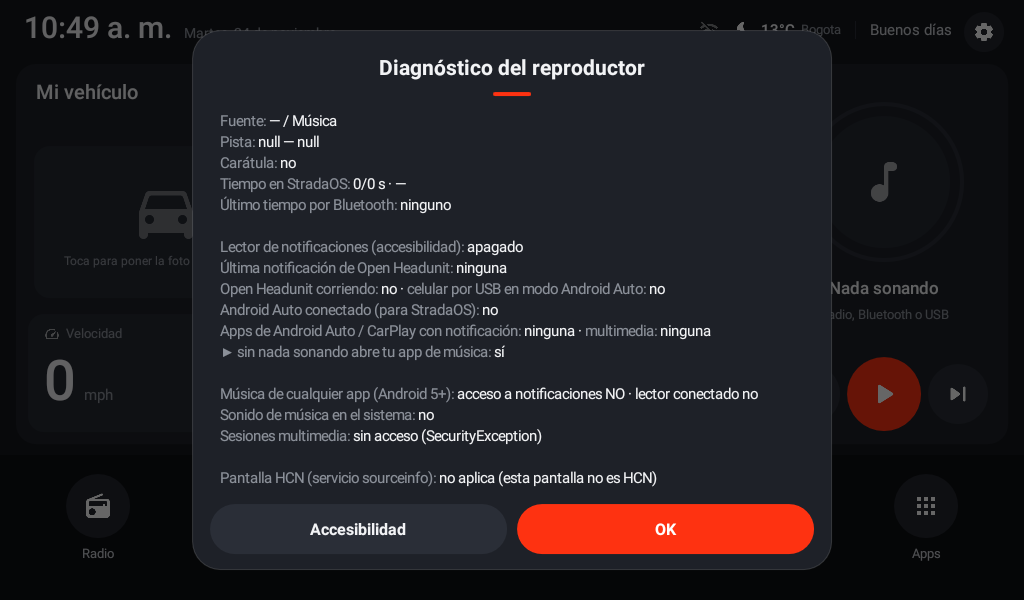 10:49 a. m.
13°C Bogota
Buenos días
Mi vehículo
Diagnóstico del reproductor
Fuente: — / Música
Pista: null — null
Carátula: no
Tiempo en StradaOS: 0/0 s · —
Último tiempo por Bluetooth: ninguno
Lector de notificaciones (accesibilidad): apagado
Última notificación de Open Headunit: ninguna
Open Headunit corriendo: no · celular por USB en modo Android Auto: no
Android Auto conectado (para StradaOS): no
Apps de Android Auto / CarPlay con notificación: ninguna · multimedia: ninguna
► sin nada sonando abre tu app de música: sí
Música de cualquier app (Android 5+): acceso a notificaciones NO · lector conectado no
Sonido de música en el sistema: no
Sesiones multimedia: sin acceso (SecurityException)
Pantalla HCN (servicio sourceinfo): no aplica (esta pantalla no es HCN)
Accesibilidad
OK
Toca para poner la foto
Velocidad
0 mph
Nada sonando
Bluetooth o USB
Radio
Apps